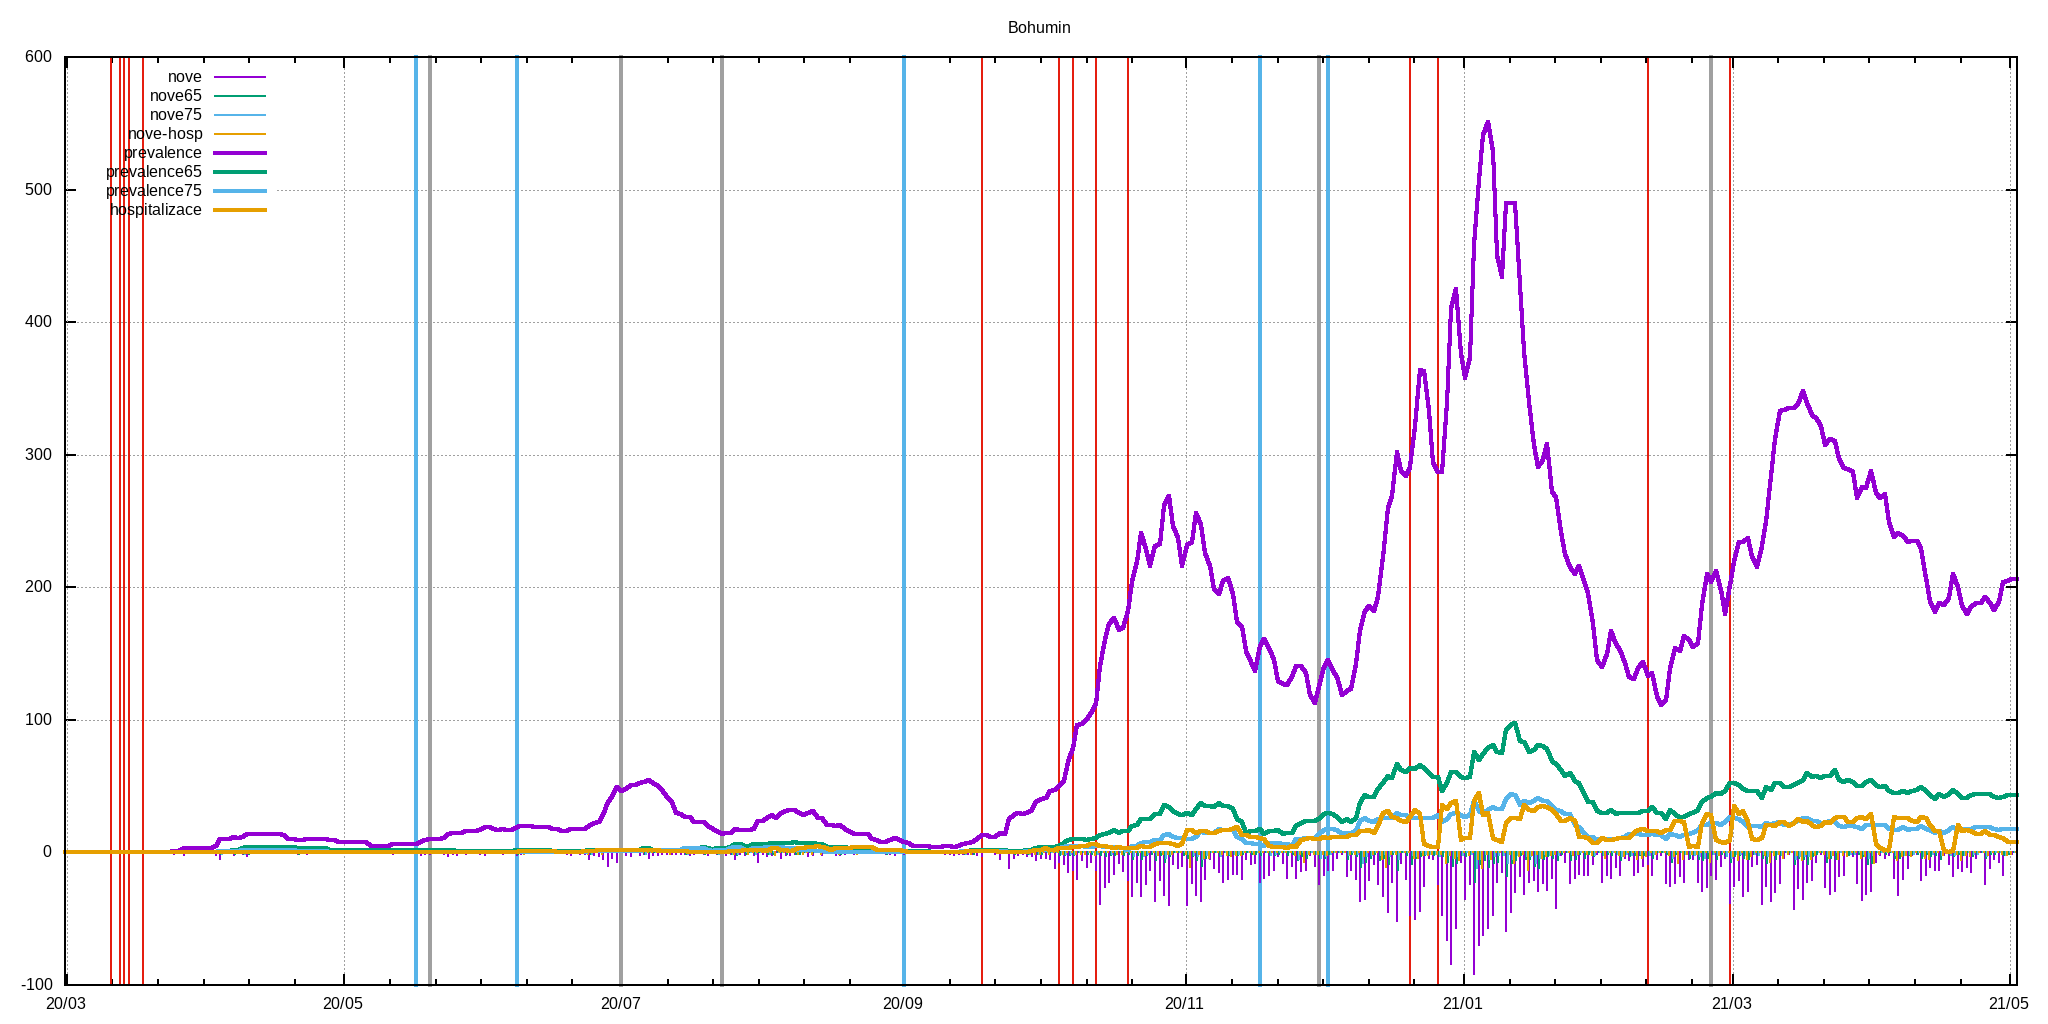 Bohumin
600
500
400
300
200
100
0
-100
nove
nove65
nove75
nove-hosp
prevalence
prevalence65
prevalence75
hospitalizace
20/03 20/05 20/07 20/09 20/11 21/01 21/03 21/05